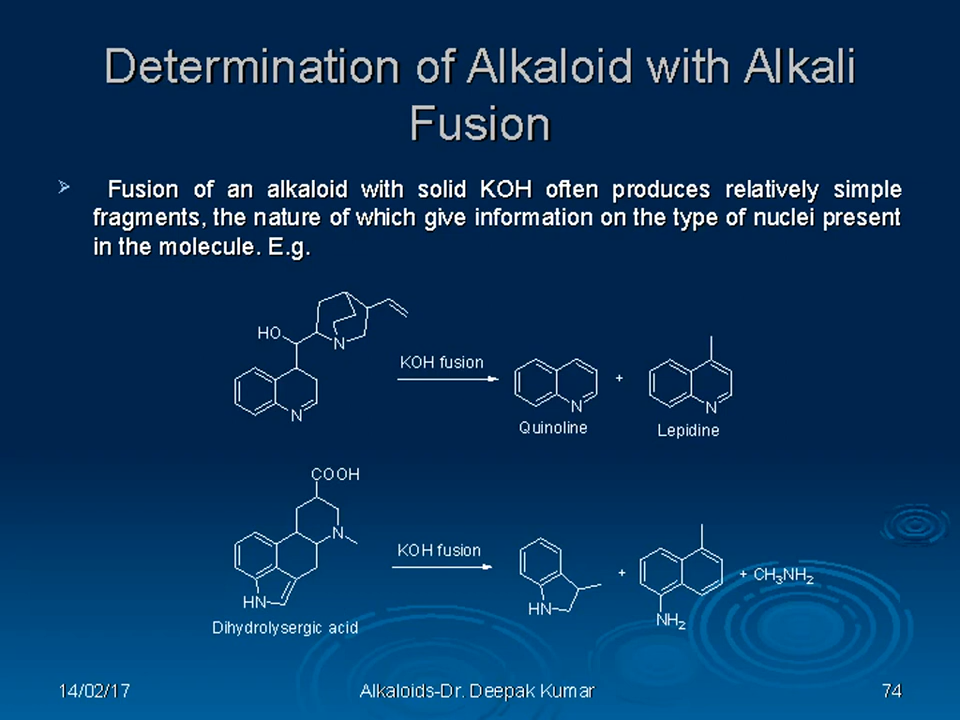 Determination of Alkaloid with Alkali
Fusion
Fusion of an alkaloid with solid KOH often produces relatively simple
fragments, the nature of which give information on the type of nuclei present
in the molecule. E.g.
HO
N
N
KOH fusion
N
Quinoline
+
N
Lepidine
COOH
N
HN
Dihydrolysergic acid
KOH fusion
HN
+
NH₂
+ CH₃NH₂
14/02/17
Alkaloids-Dr. Deepak Kumar
74